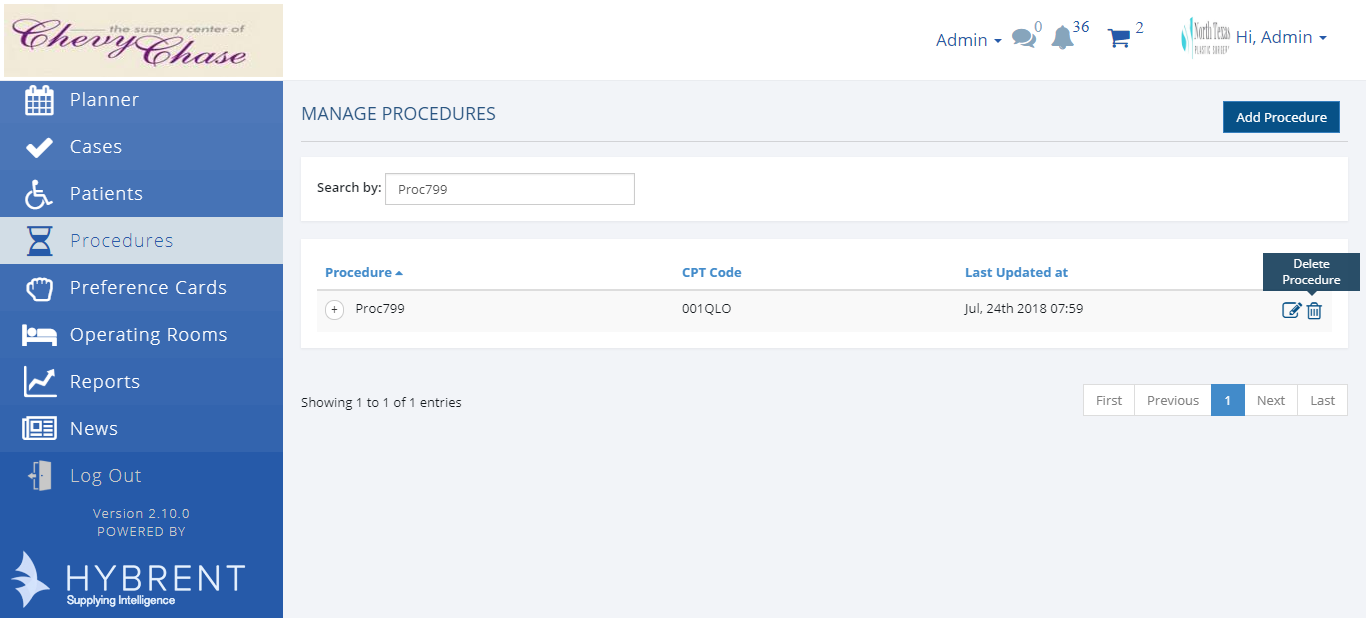 the surgery center of
Chevy Chase
Admin
0
36
2
North Texas
PLASTIC SURGERY
Hi, Admin
Planner
Cases
Patients
Procedures
Preference Cards
Operating Rooms
Reports
News
Log Out
Version 2.10.0
POWERED BY
HYBRENT
Supplying Intelligence
MANAGE PROCEDURES
Add Procedure
Search by:
Proc799
Procedure
CPT Code
Last Updated at
Delete
Procedure
+
Proc799
001QLO
Jul, 24th 2018 07:59
Showing 1 to 1 of 1 entries
First
Previous
1
Next
Last